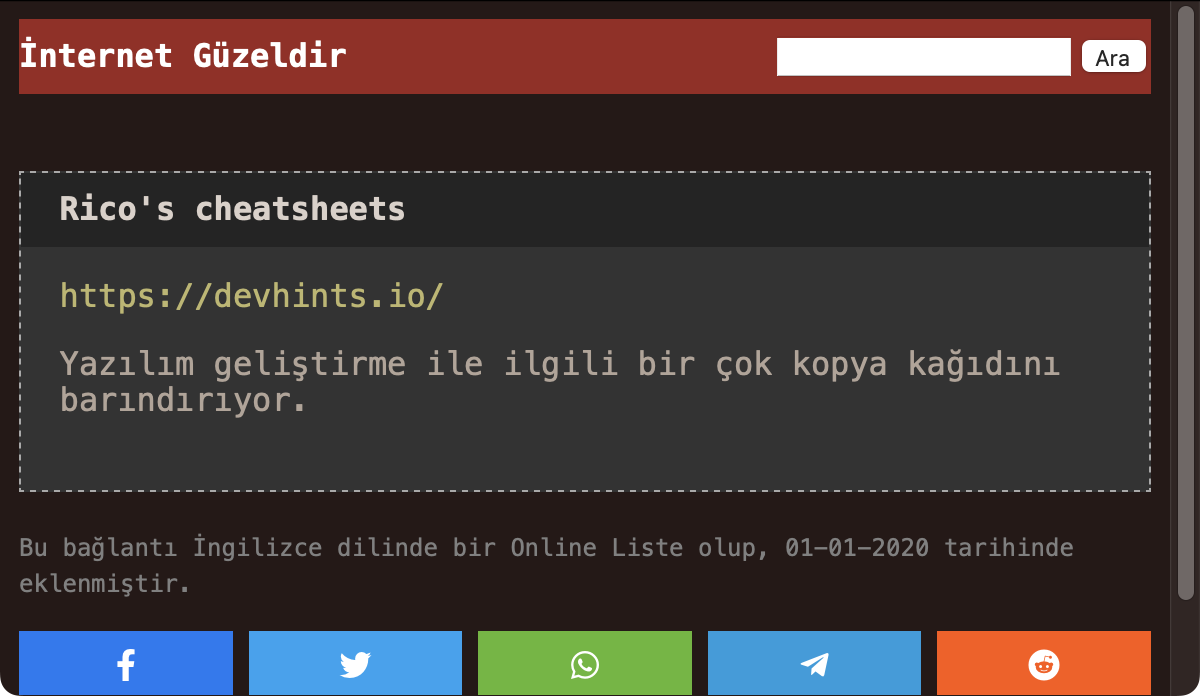 İnternet Güzeldir
Ara
Rico's cheatsheets
https://devhints.io/
Yazılım geliştirme ile ilgili bir çok kopya kağıdını
barındırıyor.
Bu bağlantı İngilizce dilinde bir Online Liste olup, 01-01-2020 tarihinde
eklenmiştir.